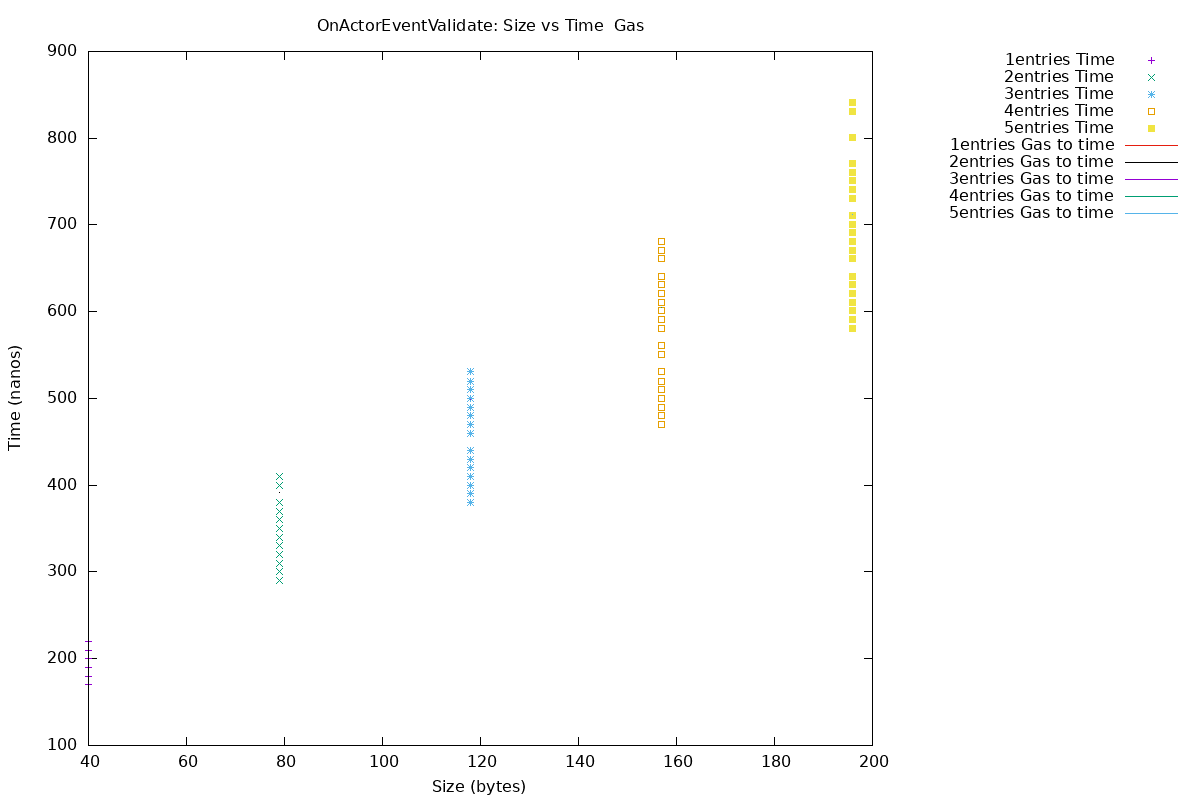 OnActorEventValidate: Size vs Time  Gas
900
800
700
600
500
400
300
200
100
40
60
80
100
120
140
160
180
200
Time (nanos)
Size (bytes)
1entries Time
2entries Time
3entries Time
4entries Time
5entries Time
1entries Gas to time
2entries Gas to time
3entries Gas to time
4entries Gas to time
5entries Gas to time